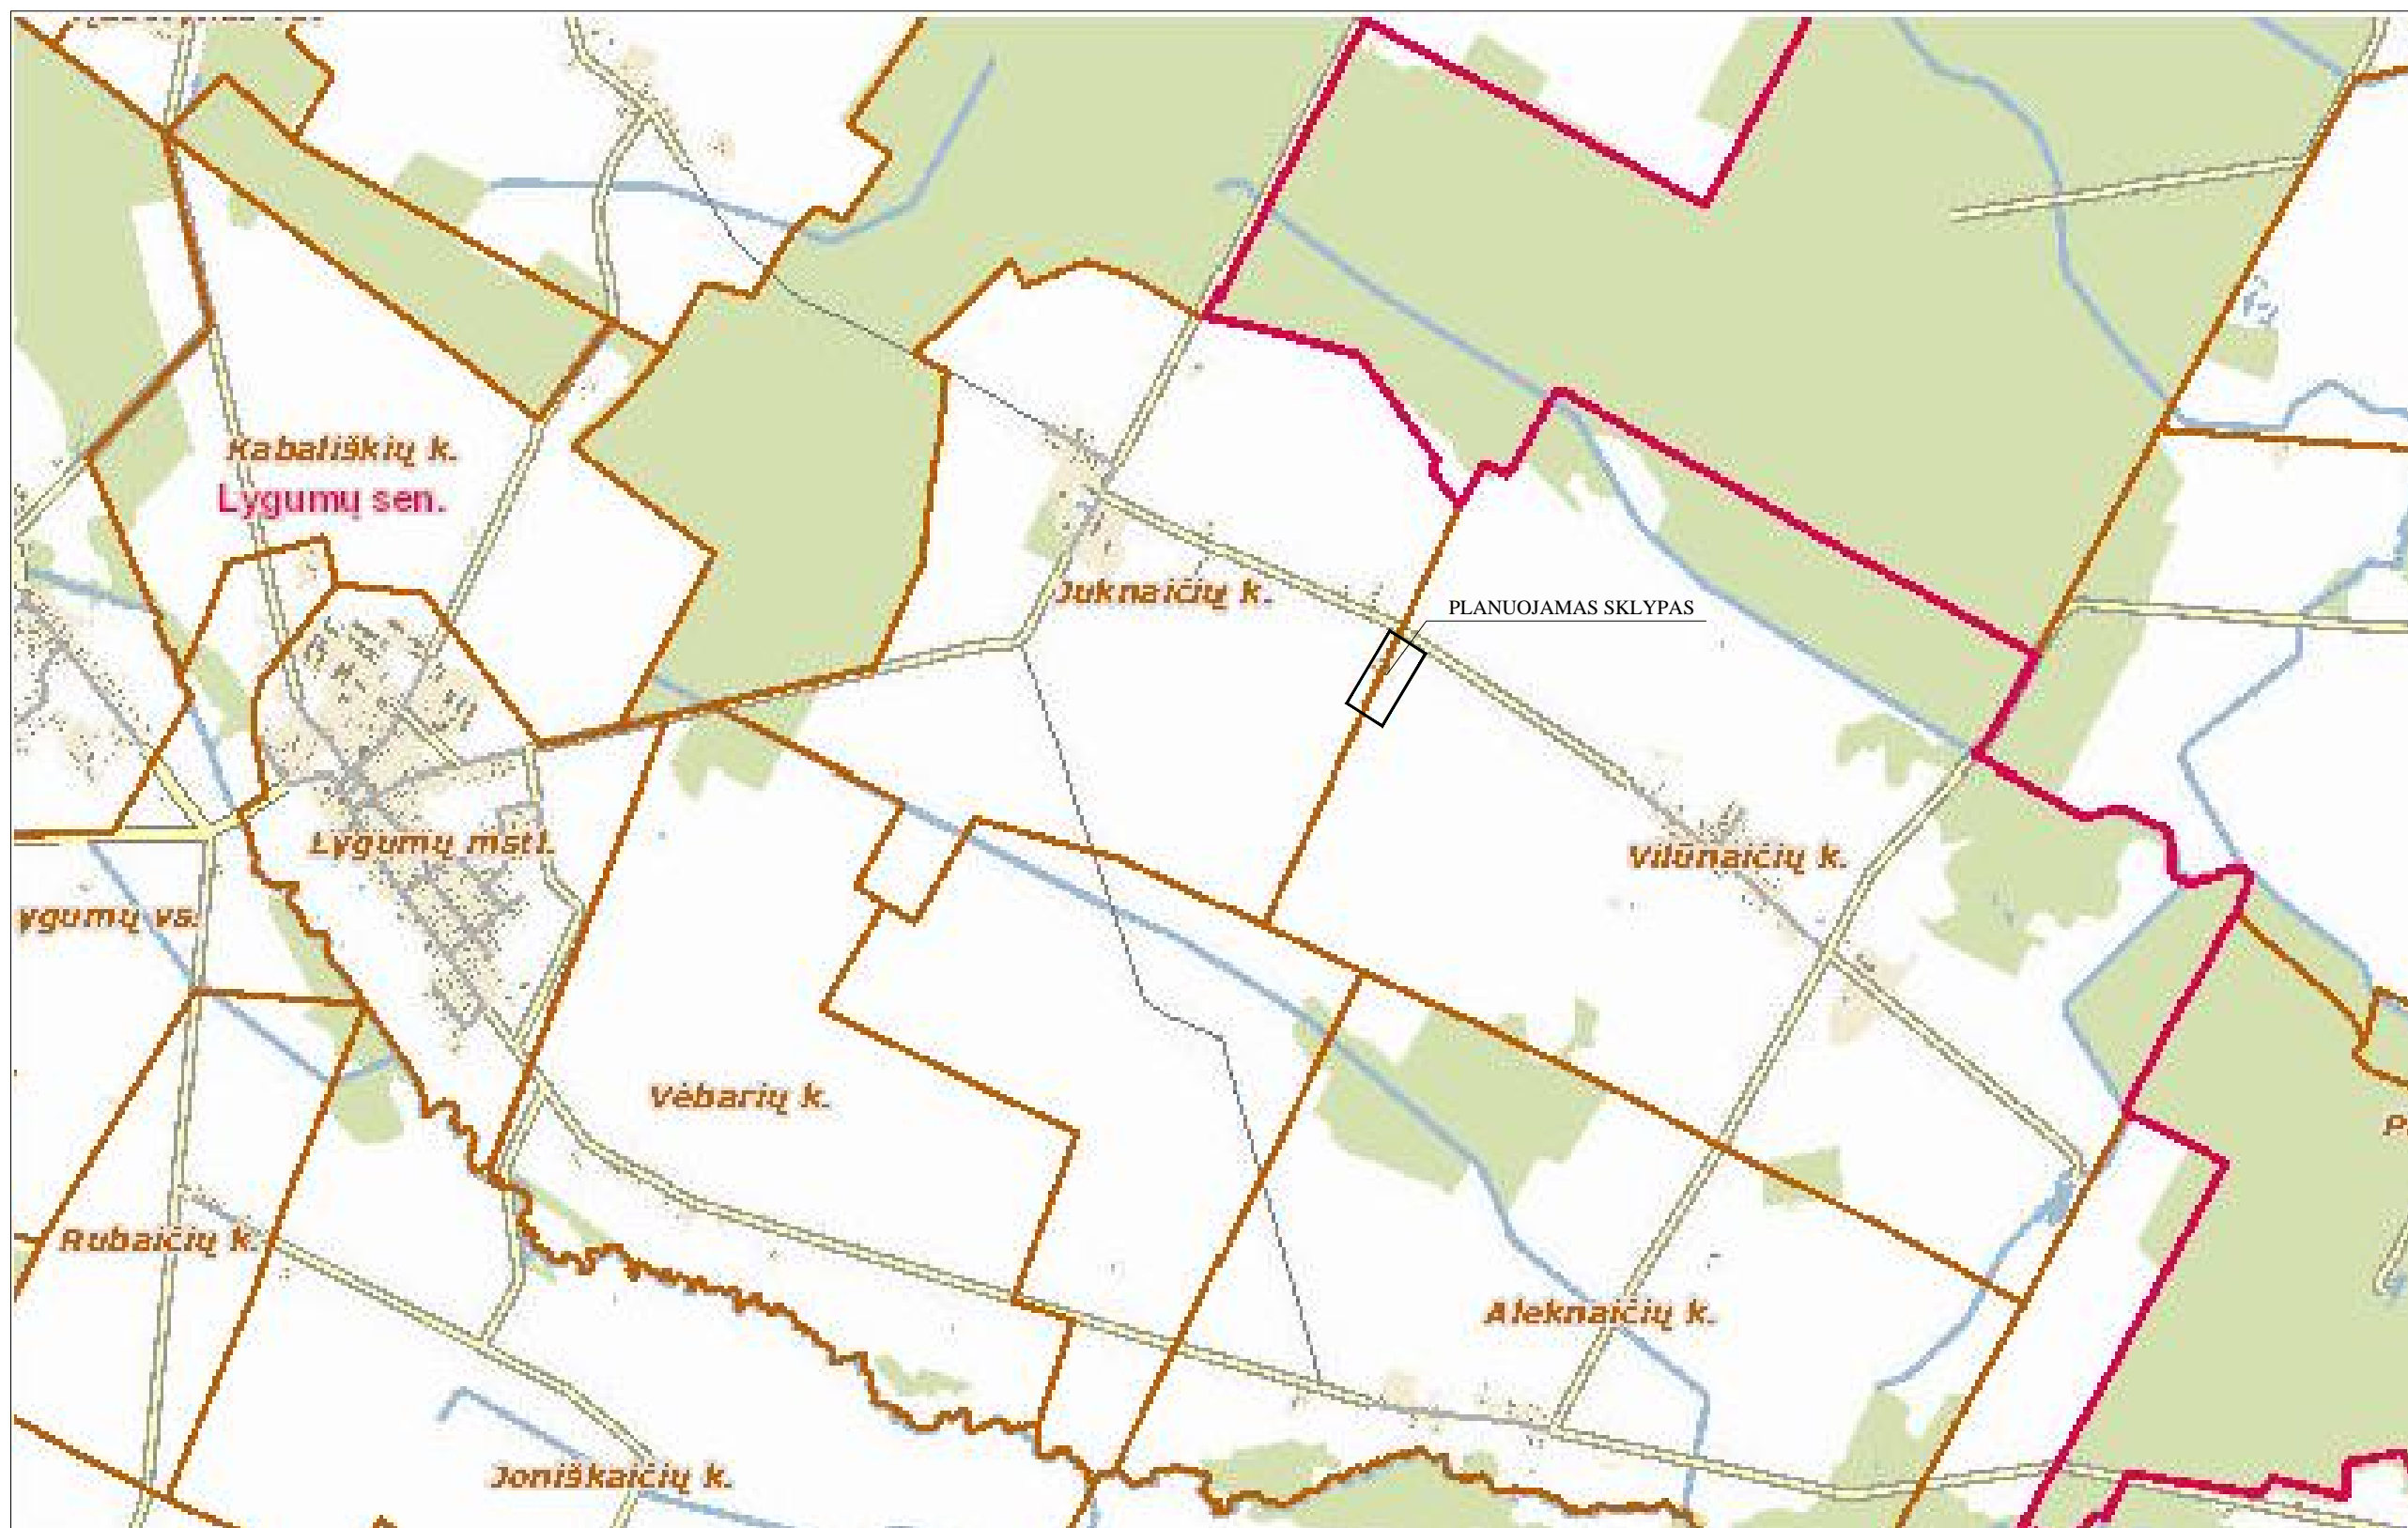 Kabališkių k.
Lygumų sen.
Juknaičių k.
PLANUOJAMAS SKLYPAS
Lygumų mstl.
Vilūnaičių k.
ygumų vs.
Vėbarių k.
Rubaičių k.
Aleknaičių k.
Joniškaičių k.